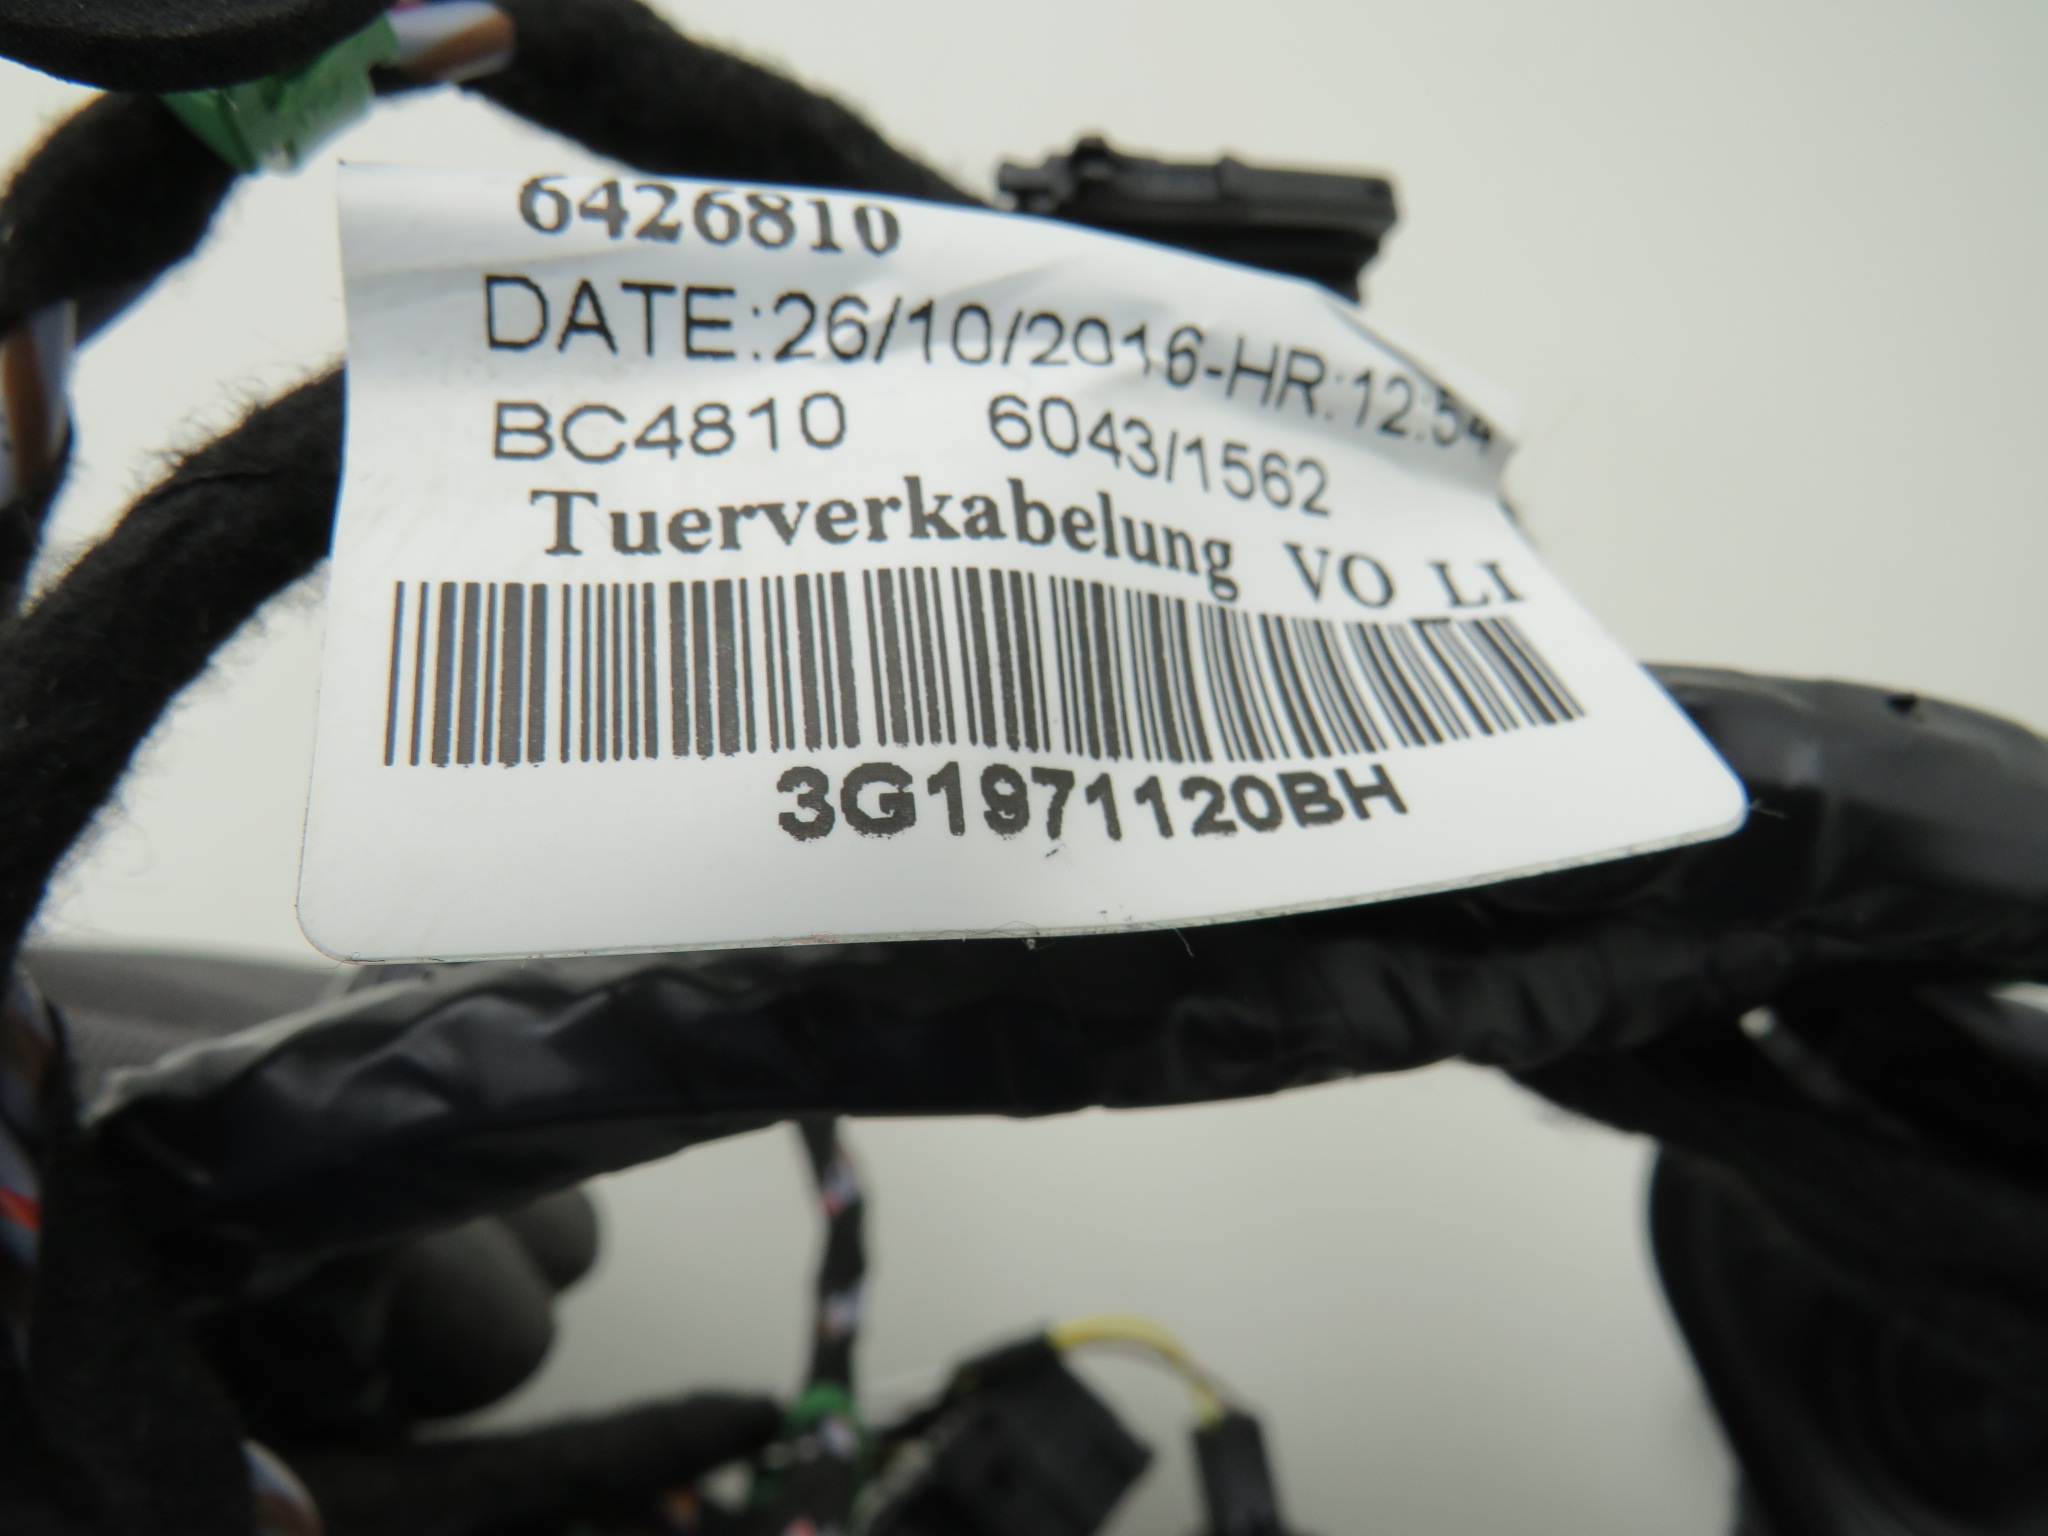 6426810
DATE:26/10/2016-HR:12:54
BC4810 6043/1562
Tuerverkabelung VO LI
3G1971120BH